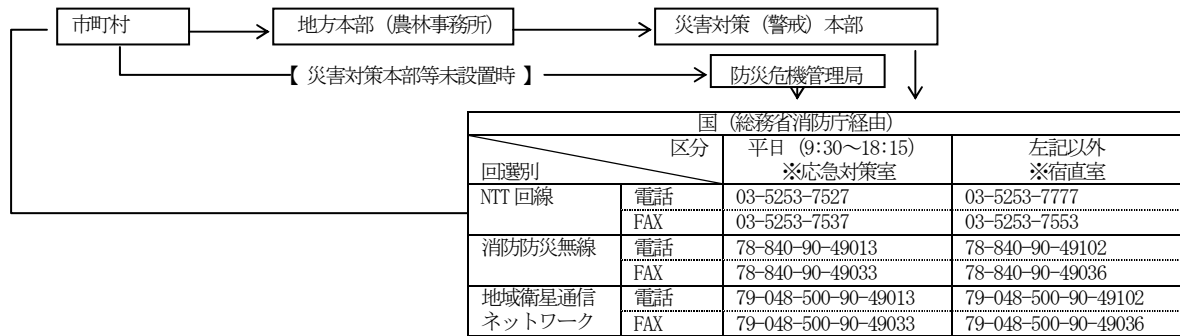 市町村 地方本部（農林事務所） 災害対策（警戒）本部
【 災害対策本部等未設置時 】 防災危機管理局
国（総務省消防庁経由）
区分 平日（9:30～18:15） 左記以外
回選別 ※応急対策室 ※宿直室
NTT 回線 電話 03-5253-7527 03-5253-7777
FAX 03-5253-7537 03-5253-7553
消防防災無線 電話 78-840-90-49013 78-840-90-49102
FAX 78-840-90-49033 78-840-90-49036
地域衛星通信 電話 79-048-500-90-49013 79-048-500-90-49102
ネットワーク FAX 79-048-500-90-49033 79-048-500-90-49036